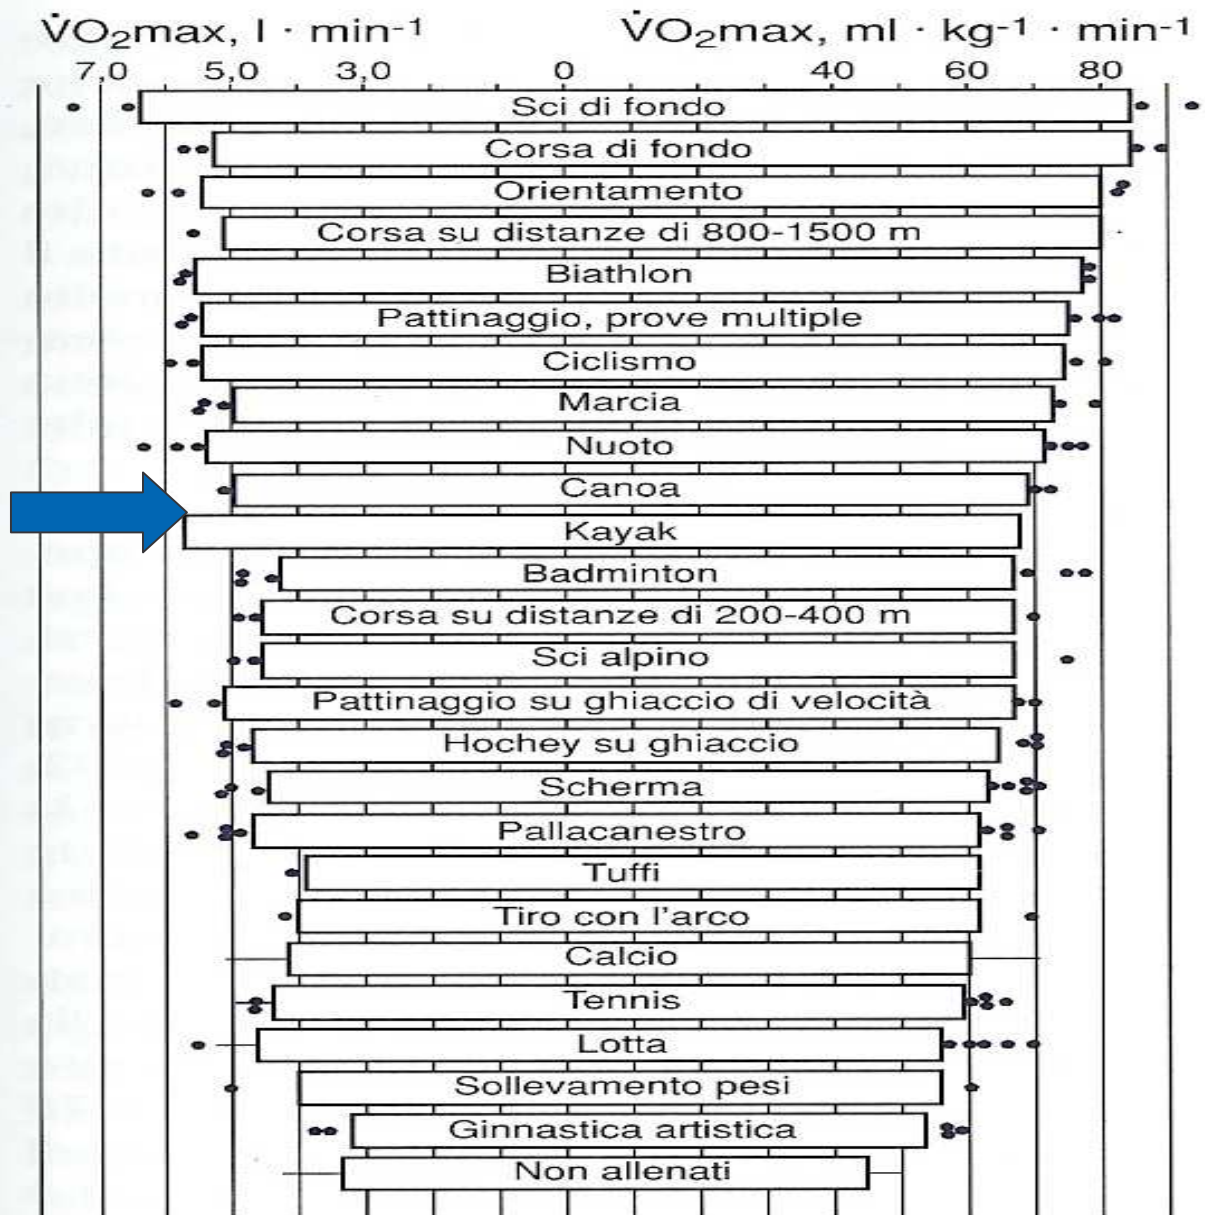 V̇O₂max, l · min⁻¹ V̇O₂max, ml · kg⁻¹ · min⁻¹
7,0 5,0 3,0 0 40 60 80
Sci di fondo
Corsa di fondo
Orientamento
Corsa su distanze di 800-1500 m
Biathlon
Pattinaggio, prove multiple
Ciclismo
Marcia
Nuoto
Canoa
Kayak
Badminton
Corsa su distanze di 200-400 m
Sci alpino
Pattinaggio su ghiaccio di velocità
Hochey su ghiaccio
Scherma
Pallacanestro
Tuffi
Tiro con l'arco
Calcio
Tennis
Lotta
Sollevamento pesi
Ginnastica artistica
Non allenati